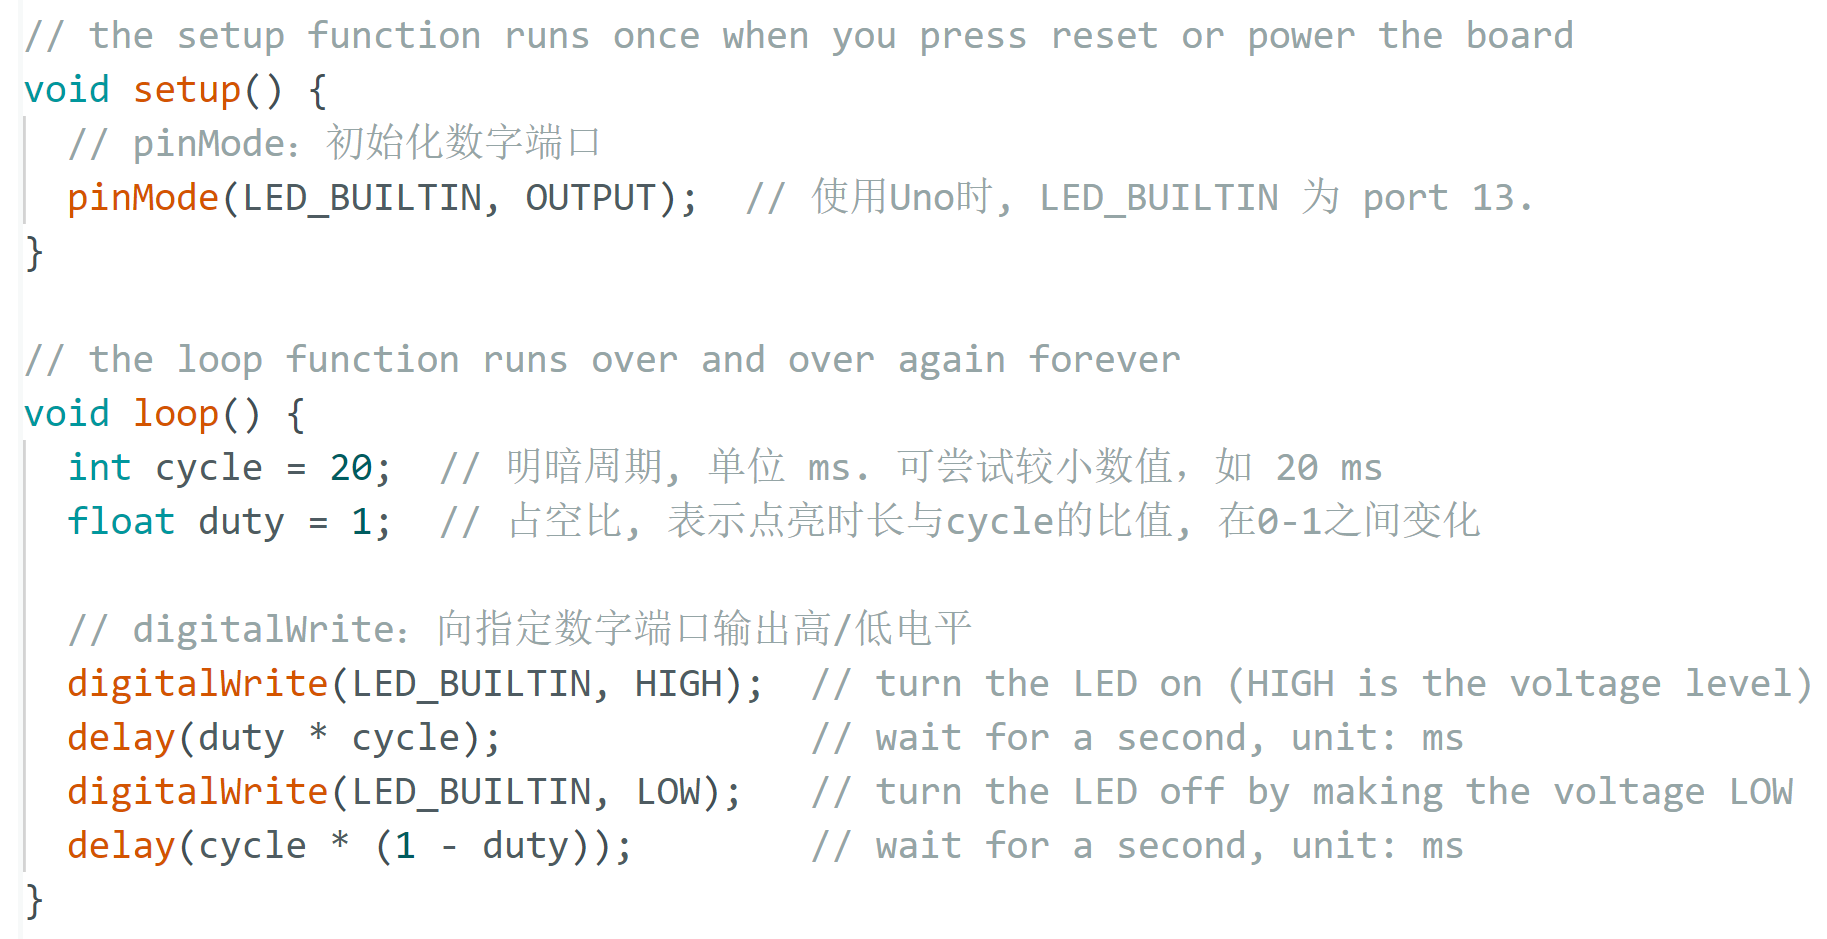 // the setup function runs once when you press reset or power the board
void setup() {
  // pinMode：初始化数字端口
  pinMode(LED_BUILTIN, OUTPUT);  // 使用Uno时, LED_BUILTIN 为 port 13.
}
// the loop function runs over and over again forever
void loop() {
  int cycle = 20;  // 明暗周期, 单位 ms. 可尝试较小数值，如 20 ms
  float duty = 1;  // 占空比, 表示点亮时长与cycle的比值, 在0-1之间变化
  // digitalWrite：向指定数字端口输出高/低电平
  digitalWrite(LED_BUILTIN, HIGH);  // turn the LED on (HIGH is the voltage level)
  delay(duty * cycle);              // wait for a second, unit: ms
  digitalWrite(LED_BUILTIN, LOW);   // turn the LED off by making the voltage LOW
  delay(cycle * (1 - duty));        // wait for a second, unit: ms
}